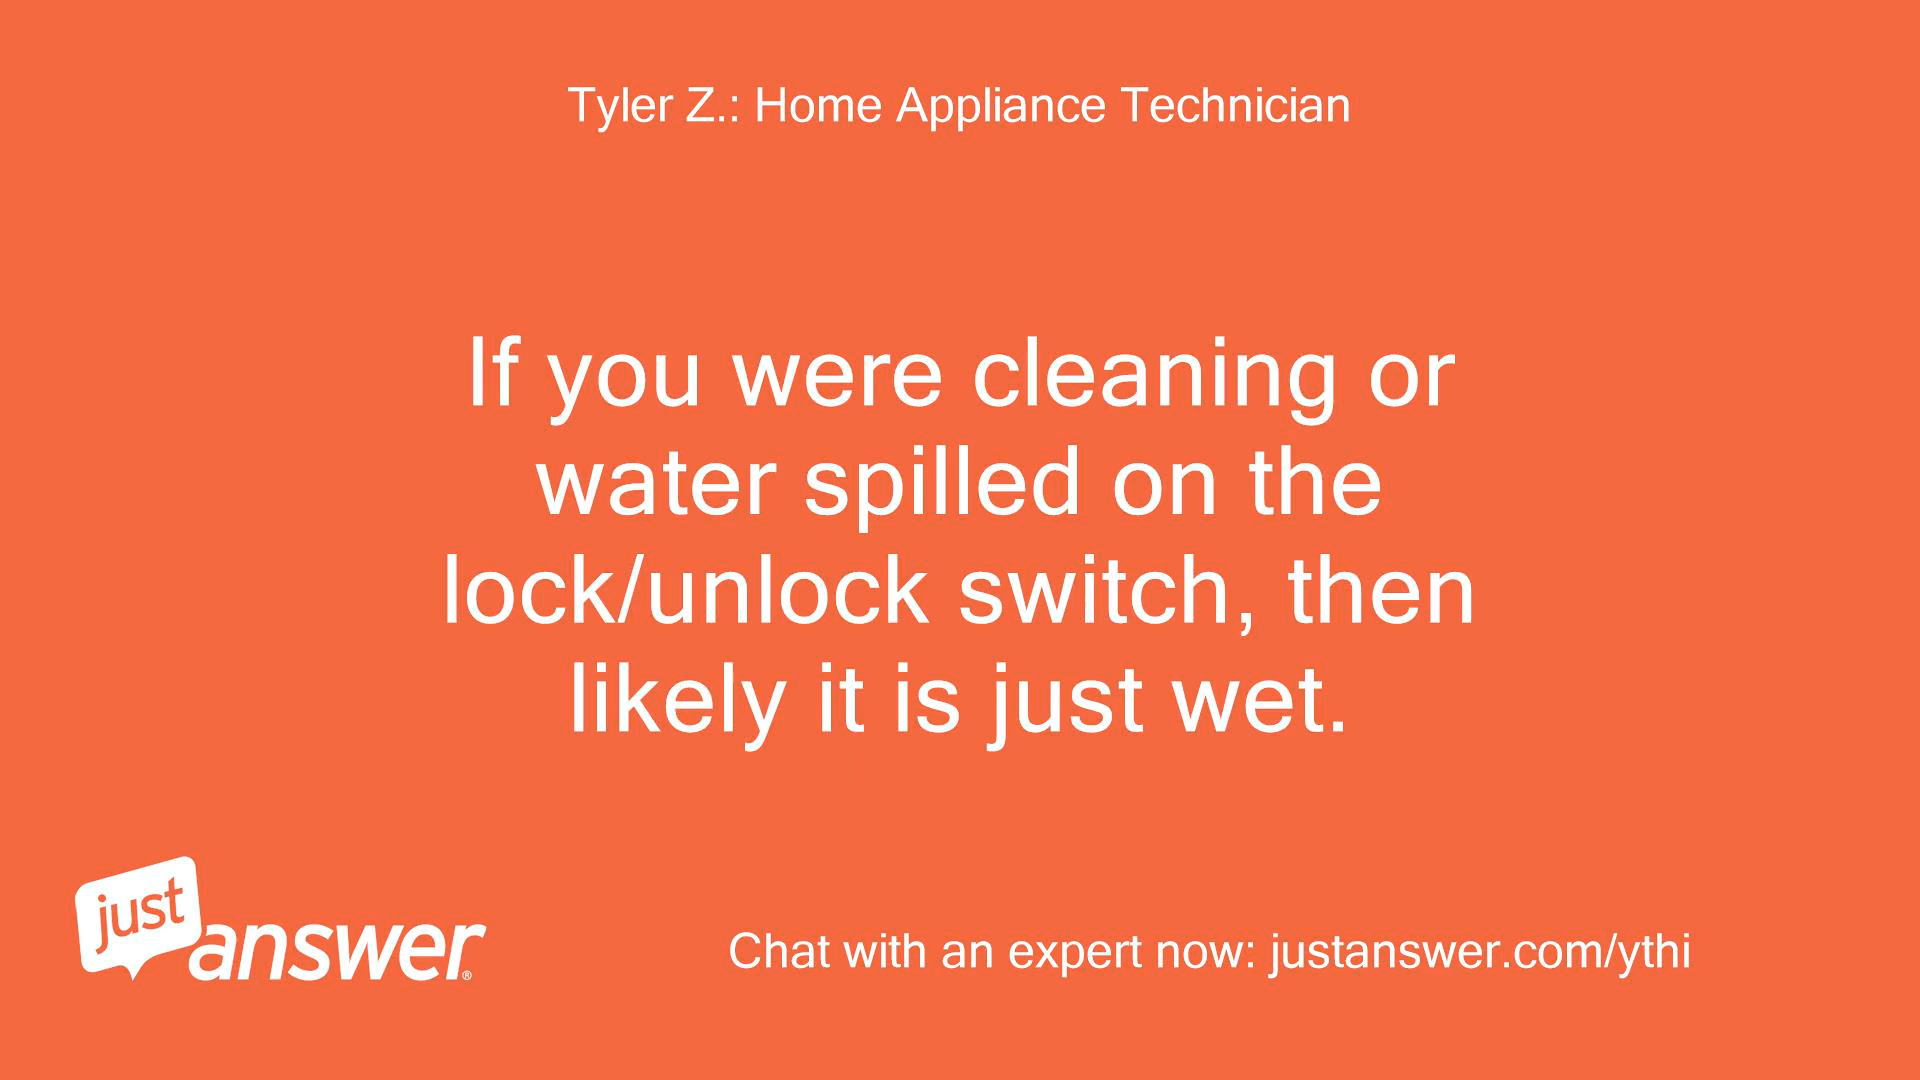 Tyler Z.: Home Appliance Technician
If you were cleaning or
water spilled on the
lock/unlock switch, then
likely it is just wet.
just
answer®
Chat with an expert now: justanswer.com/ythi